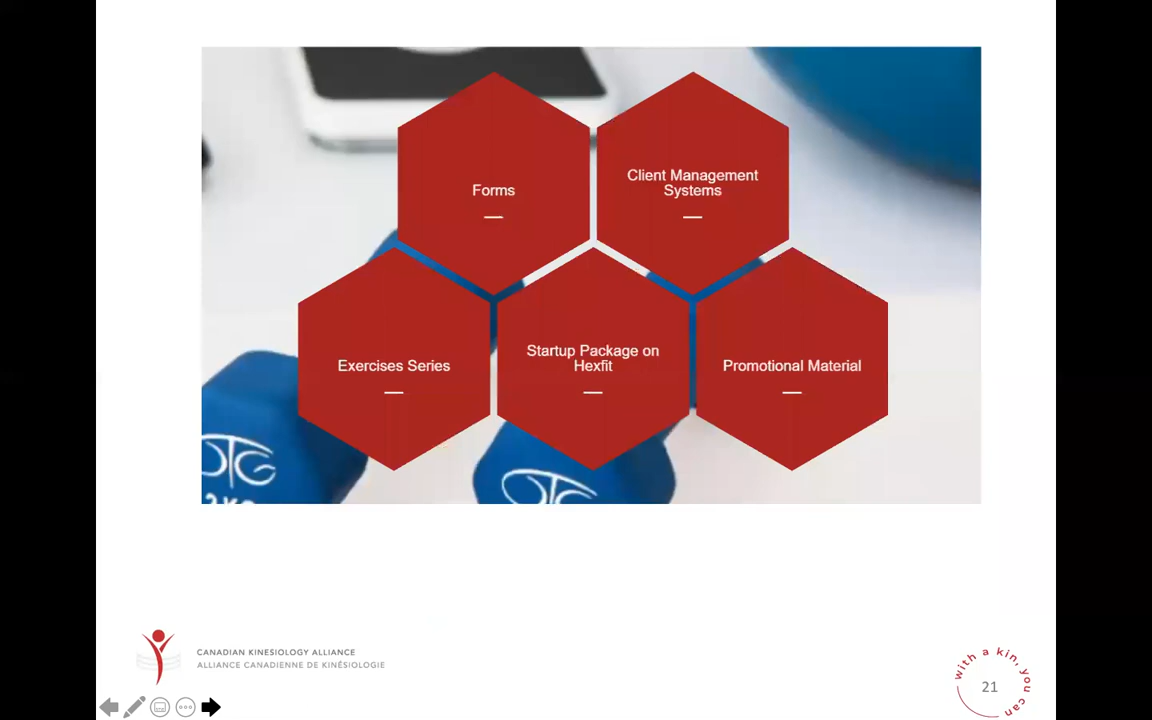 Forms
Client Management
Systems
Exercises Series
Startup Package on
Hexfit
Promotional Material
CANADIAN KINESIOLOGY ALLIANCE
ALLIANCE CANADIENNE DE KINÉSIOLOGIE
with a kin, you can
21